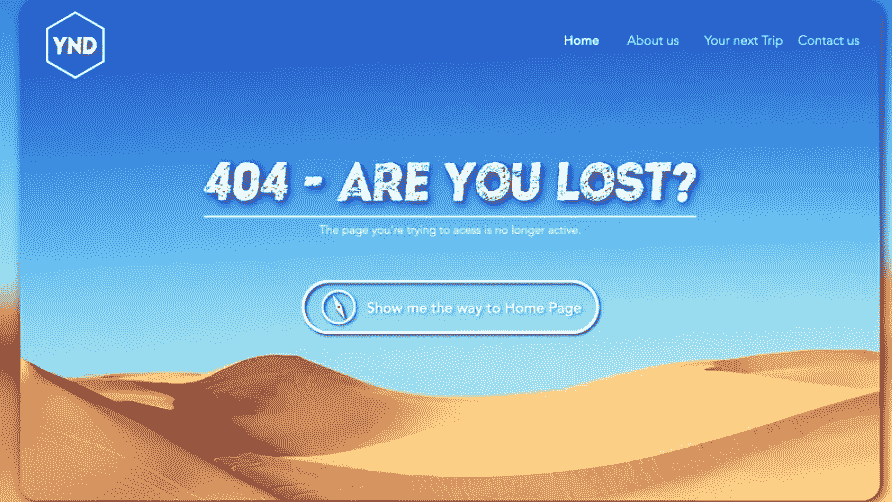 YND
Home About us Your next Trip Contact us
404 - ARE YOU LOST?
The page you're trying to acess is no longer active.
Show me the way to Home Page